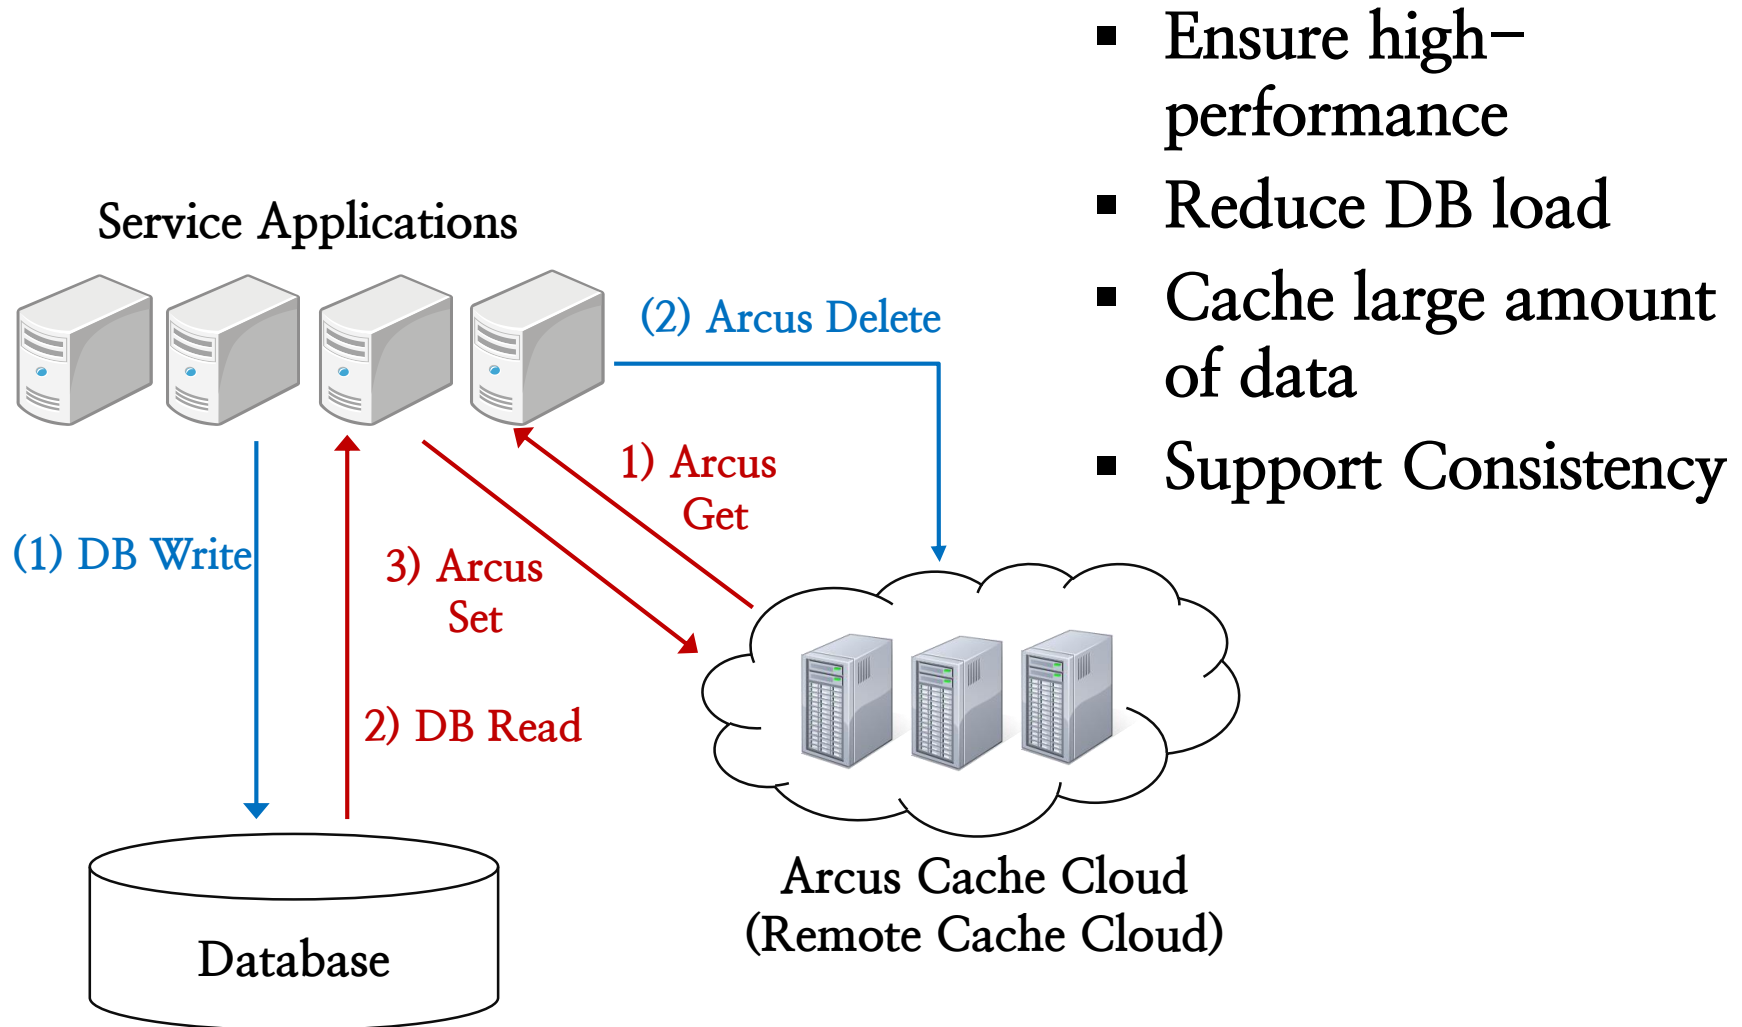 ▪ Ensure high-
performance
▪ Reduce DB load
▪ Cache large amount
of data
▪ Support Consistency
Service Applications
(2) Arcus Delete
1) Arcus
Get
(1) DB Write
3) Arcus
Set
2) DB Read
Arcus Cache Cloud
(Remote Cache Cloud)
Database